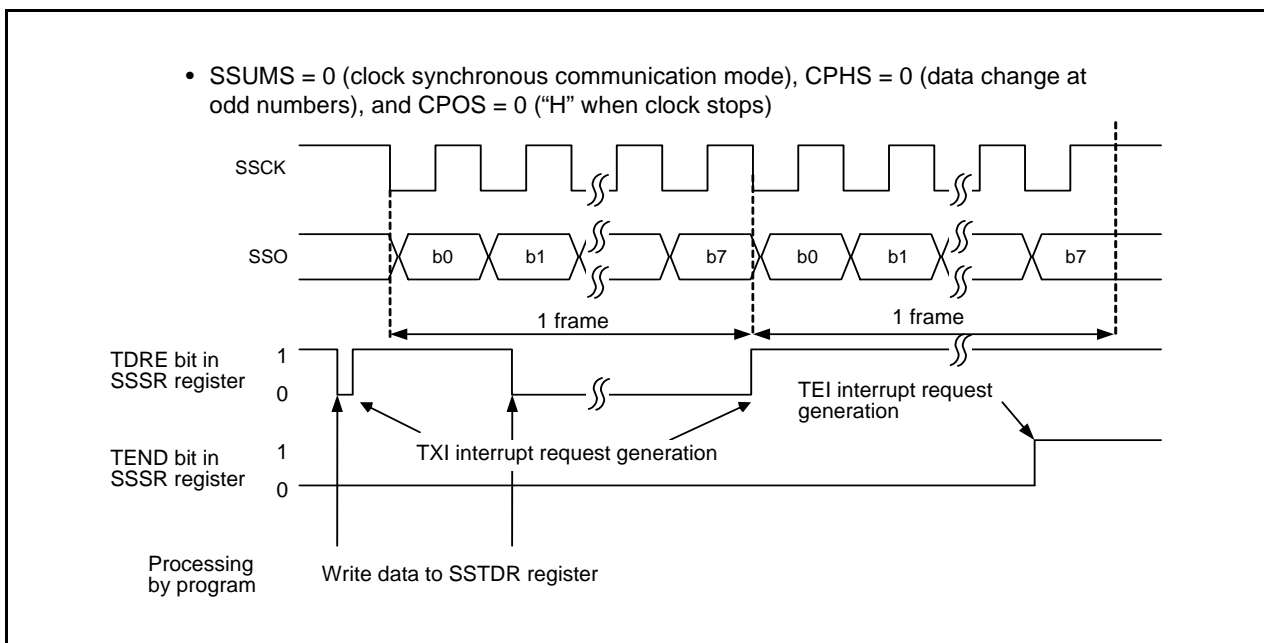 • SSUMS = 0 (clock synchronous communication mode), CPHS = 0 (data change at
odd numbers), and CPOS = 0 (“H” when clock stops)
SSCK
SSO
b0
b1
b7
b0
b1
b7
1 frame
1 frame
TDRE bit in
SSSR register
1
0
TEI interrupt request
generation
TXI interrupt request generation
TEND bit in
SSSR register
1
0
Processing
by program
Write data to SSTDR register